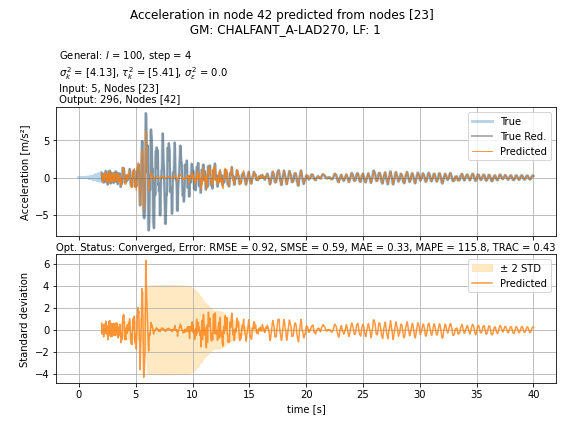 Acceleration in node 42 predicted from nodes [23]
GM: CHALFANT_A-LAD270, LF: 1
General: l = 100, step = 4
σ²ₖ = [4.13], τ²ₖ = [5.41], σ²ε = 0.0
Input: 5, Nodes [23]
Output: 296, Nodes [42]
True
True Red.
Predicted
Acceleration [m/s²]
5
0
−5
Opt. Status: Converged, Error: RMSE = 0.92, SMSE = 0.59, MAE = 0.33, MAPE = 115.8, TRAC = 0.43
± 2 STD
Predicted
Standard deviation
6
4
2
0
−2
−4
0 5 10 15 20 25 30 35 40
time [s]